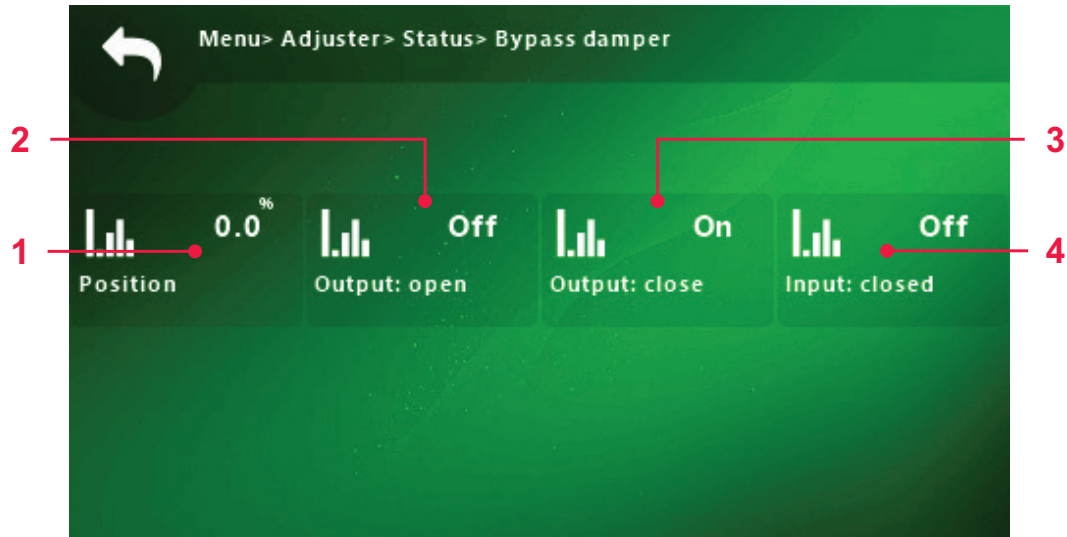 Menu> Adjuster> Status> Bypass damper
2
3
1
0.0%
Off
On
Off
4
Position
Output: open
Output: close
Input: closed